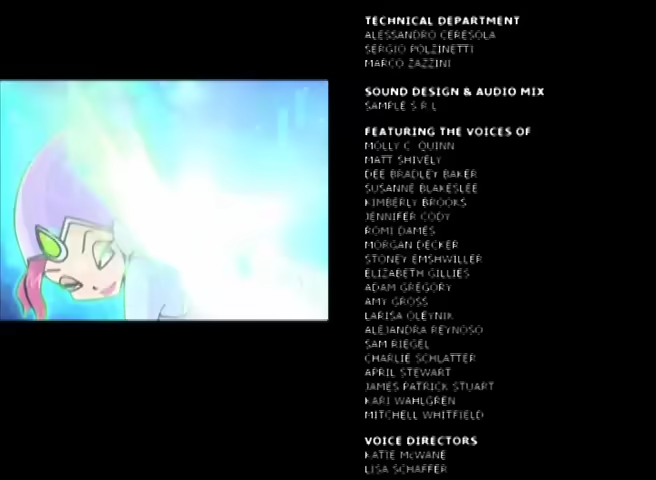 TECHNICAL DEPARTMENT
ALESSANDRO CERESOLA
SERGIO POLZINETTI
MARCO ZAZZINI
SOUND DESIGN & AUDIO MIX
SAMPLE S.R.L
FEATURING THE VOICES OF
MOLLY C. QUINN
MATT SHIVELY
DEE BRADLEY BAKER
SUSANNE BLAKESLEE
KIMBERLY BROOKS
JENNIFER CODY
ROMI DAMES
MORGAN DECKER
STONEY EMSHWILLER
ELIZABETH GILLIES
ADAM GREGORY
AMY GROSS
LARISA OLEYNIK
ALEJANDRA REYNOSO
SAM RIEGEL
CHARLIE SCHLATTER
APRIL STEWART
JAMES PATRICK STUART
KARI WAHLGREN
MITCHELL WHITFIELD
VOICE DIRECTORS
KATIE McWANE
LISA SCHAFFER